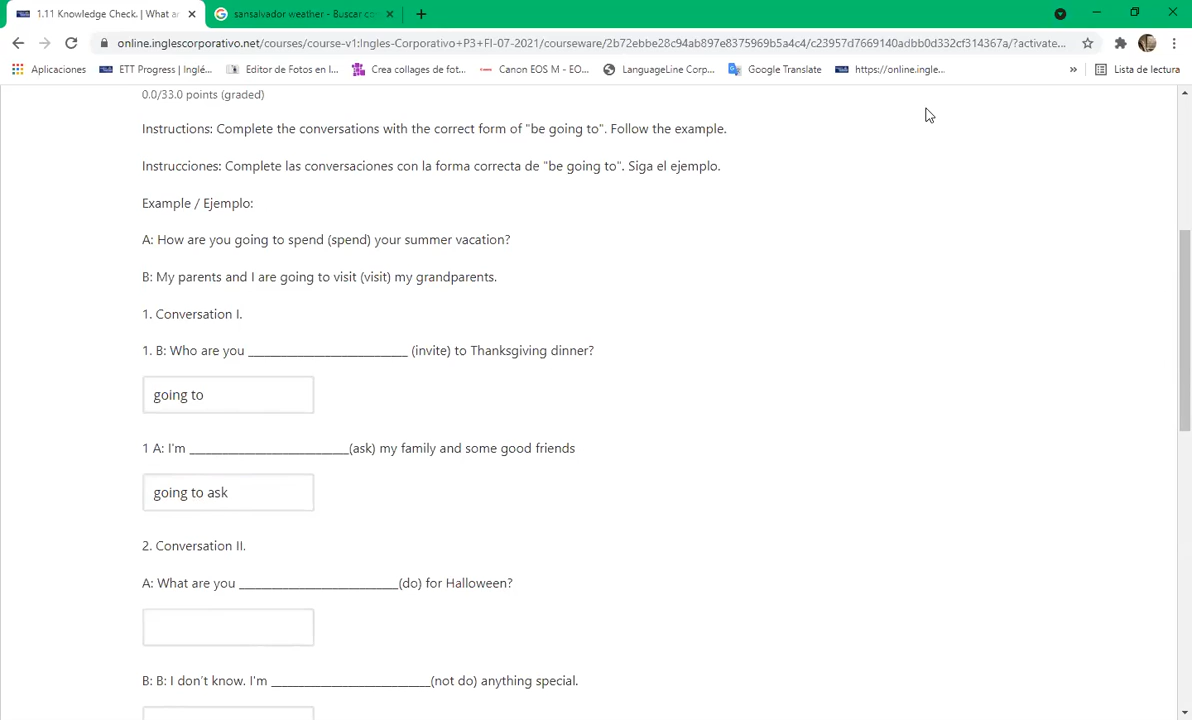 1.11 Knowledge Check. | What ar
sansalvador weather - Buscar co
online.inglescorporativo.net/courses/course-v1:Ingles-Corporativo+P3+FI-07-2021/courseware/2b72ebbe28c94ab897e8375969b5a4c4/c23957d7669140adbb0d332cf314367a/?activate...
Aplicaciones ETT Progress | Inglé... Editor de Fotos en l... Crea collages de fot... Canon EOS M - EO... LanguageLine Corp... Google Translate https://online.ingle... » Lista de lectura
0.0/33.0 points (graded)
Instructions: Complete the conversations with the correct form of "be going to". Follow the example.
Instrucciones: Complete las conversaciones con la forma correcta de "be going to". Siga el ejemplo.
Example / Ejemplo:
A: How are you going to spend (spend) your summer vacation?
B: My parents and I are going to visit (visit) my grandparents.
1. Conversation I.
1. B: Who are you __________________________ (invite) to Thanksgiving dinner?
going to
1 A: I'm __________________________(ask) my family and some good friends
going to ask
2. Conversation II.
A: What are you __________________________(do) for Halloween?
B: B: I don't know. I'm __________________________(not do) anything special.